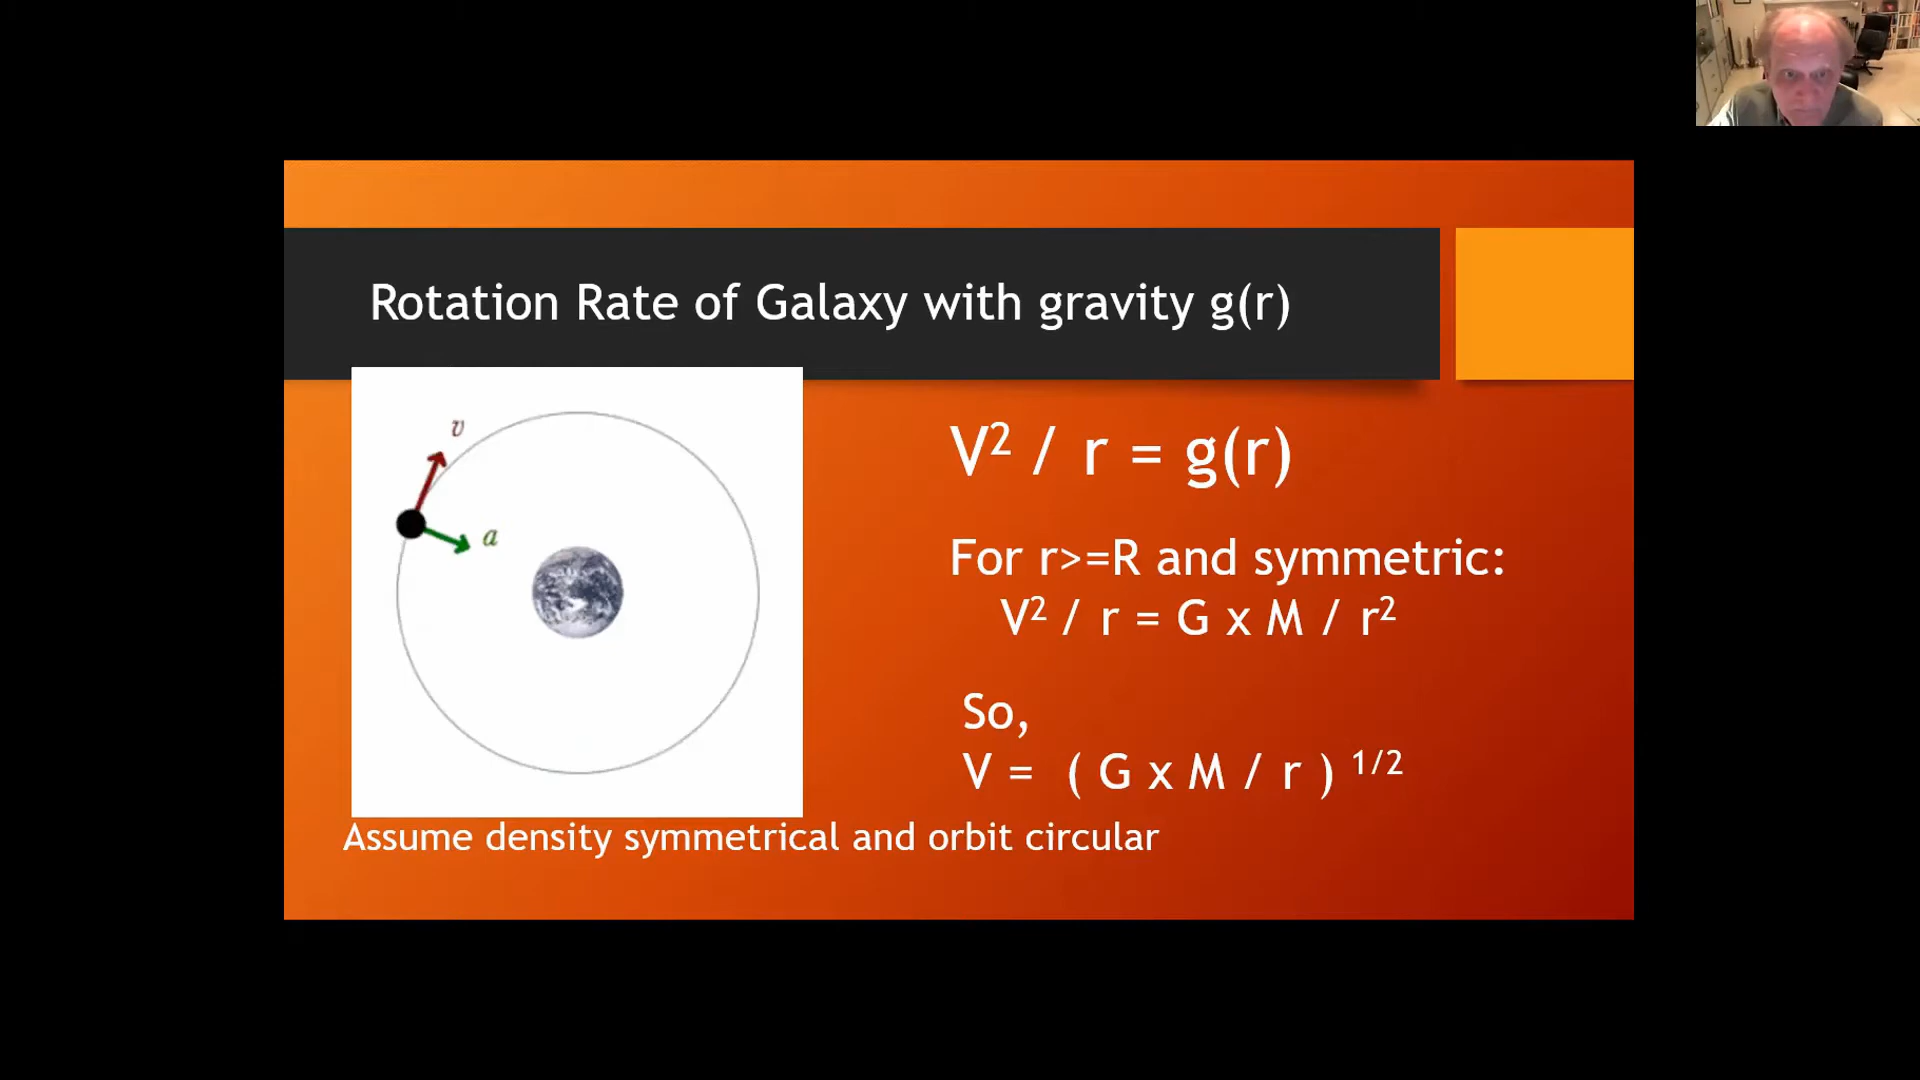 Rotation Rate of Galaxy with gravity g(r)
v
a
V² / r = g(r)
For r>=R and symmetric:
V² / r = G x M / r²
So,
V = ( G x M / r ) ¹/²
Assume density symmetrical and orbit circular